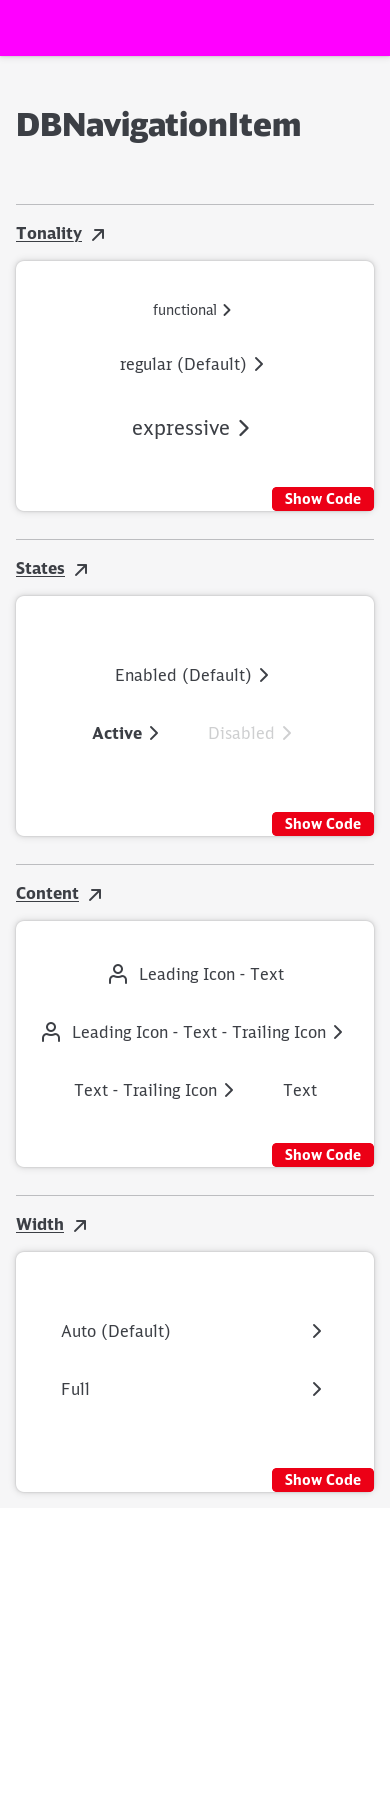 DBNavigationItem
Tonality
functional
regular (Default)
expressive
Show Code
States
Enabled (Default)
Active Disabled
Show Code
Content
Leading Icon - Text
Leading Icon - Text - Trailing Icon
Text - Trailing Icon Text
Show Code
Width
Auto (Default)
Full
Show Code